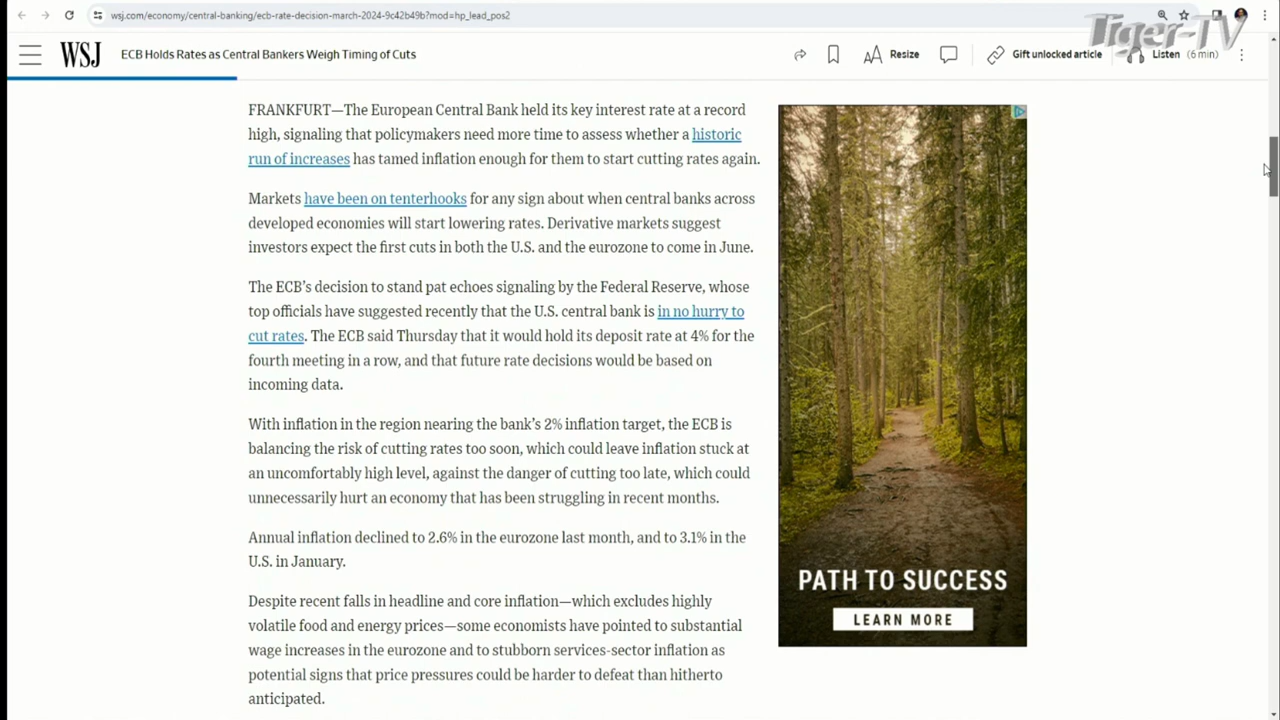 wsj.com/economy/central-banking/ecb-rate-decision-march-2024-9c42b49b?mod=hp_lead_pos2
Tiger-TV
WSJ ECB Holds Rates as Central Bankers Weigh Timing of Cuts Resize Gift unlocked article Listen (6 min)
FRANKFURT—The European Central Bank held its key interest rate at a record
high, signaling that policymakers need more time to assess whether a historic
run of increases has tamed inflation enough for them to start cutting rates again.
Markets have been on tenterhooks for any sign about when central banks across
developed economies will start lowering rates. Derivative markets suggest
investors expect the first cuts in both the U.S. and the eurozone to come in June.
The ECB’s decision to stand pat echoes signaling by the Federal Reserve, whose
top officials have suggested recently that the U.S. central bank is in no hurry to
cut rates. The ECB said Thursday that it would hold its deposit rate at 4% for the
fourth meeting in a row, and that future rate decisions would be based on
incoming data.
With inflation in the region nearing the bank’s 2% inflation target, the ECB is
balancing the risk of cutting rates too soon, which could leave inflation stuck at
an uncomfortably high level, against the danger of cutting too late, which could
unnecessarily hurt an economy that has been struggling in recent months.
Annual inflation declined to 2.6% in the eurozone last month, and to 3.1% in the
U.S. in January.
Despite recent falls in headline and core inflation—which excludes highly
volatile food and energy prices—some economists have pointed to substantial
wage increases in the eurozone and to stubborn services-sector inflation as
potential signs that price pressures could be harder to defeat than hitherto
anticipated.
PATH TO SUCCESS
LEARN MORE